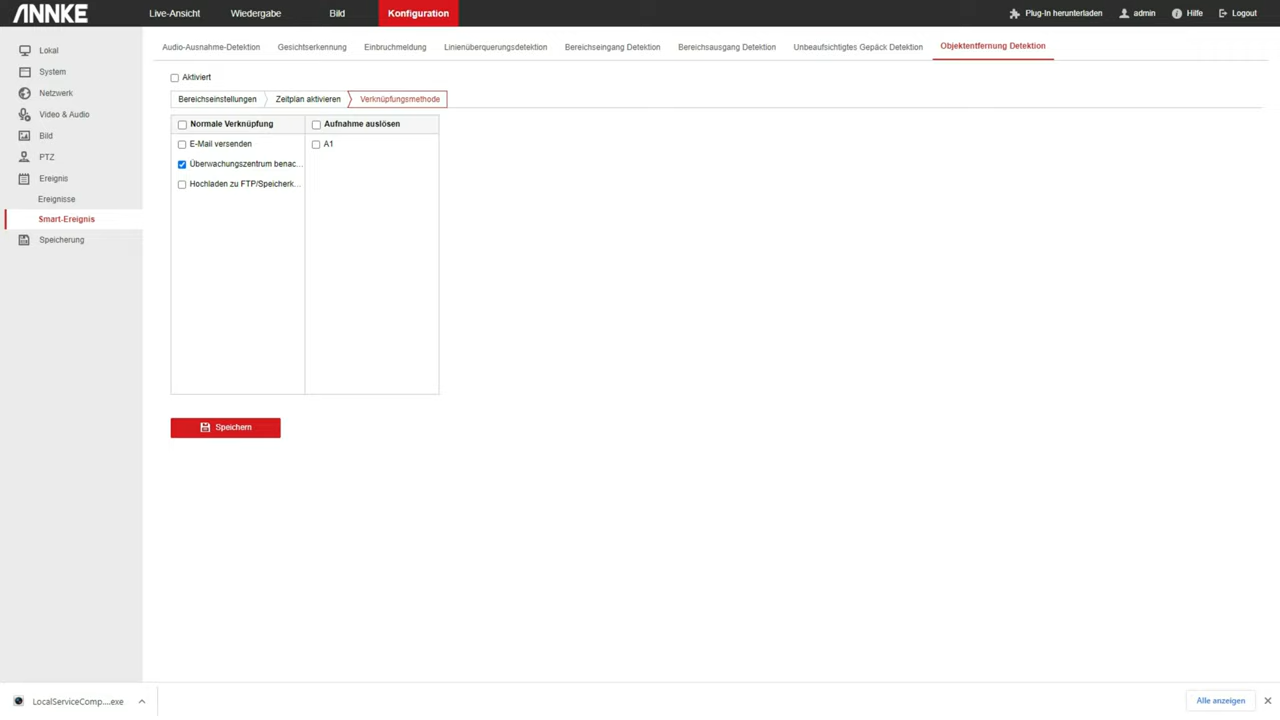 ANNKE
Live-Ansicht
Wiedergabe
Bild
Konfiguration
Plug-In herunterladen
admin
Hilfe
Logout
Lokal
System
Netzwerk
Video & Audio
Bild
PTZ
Ereignis
Ereignisse
Smart-Ereignis
Speicherung
Audio-Ausnahme-Detektion
Gesichtserkennung
Einbruchmeldung
Linienüberquerungsdetektion
Bereichseingang Detektion
Bereichsausgang Detektion
Unbeaufsichtigtes Gepäck Detektion
Objektentfernung Detektion
Aktiviert
Bereichseinstellungen
Zeitplan aktivieren
Verknüpfungsmethode
Normale Verknüpfung
Aufnahme auslösen
E-Mail versenden
A1
Überwachungszentrum benac...
Hochladen zu FTP/Speicherk...
Speichern
LocalServiceComp....exe
Alle anzeigen